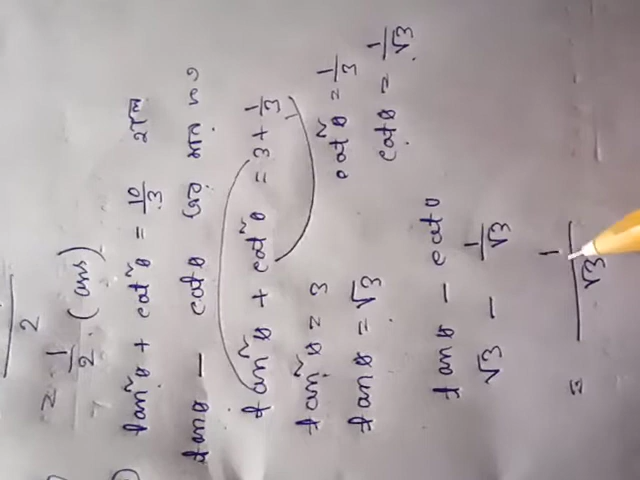 2
= 1/2 (ans)
tan²θ + cot²θ = 10/3 হলে
tanθ - cotθ এর মান কত
tan²θ + cot²θ = 3 + 1/3
tan²θ = 3 cot²θ = 1/3
tanθ = √3 cotθ = 1/√3
tanθ - cotθ
√3 - 1/√3
= 1/√3